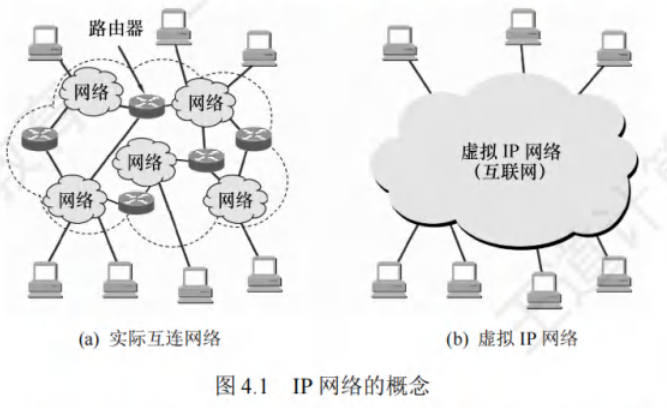 路由器
网络
网络
网络
网络
网络
虚拟 IP 网络
(互联网)
(a) 实际互连网络
(b) 虚拟 IP 网络
图 4.1 IP 网络的概念